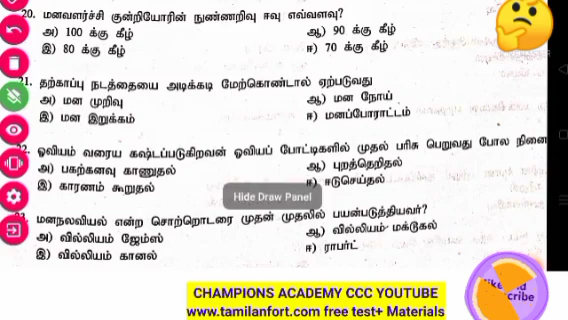 20. மனவளர்ச்சி குன்றியோரின் நுண்ணறிவு ஈவு எவ்வளவு?
அ) 100 க்கு கீழ் ஆ) 90 க்கு கீழ்
இ) 80 க்கு கீழ் ஈ) 70 க்கு கீழ்
21. தற்காப்பு நடத்தையை அடிக்கடி மேற்கொண்டால் ஏற்படுவது
அ) மன முறிவு ஆ) மன நோய்
இ) மன இறுக்கம் ஈ) மனப்போராட்டம்
22. ஓவியம் வரைய கஷ்டப்படுகிறவன் ஓவியப் போட்டிகளில் முதல் பரிசு பெறுவது போல நினை
அ) பகற்கனவு காணுதல் ஆ) புறத்தெறிதல்
இ) காரணம் கூறுதல் ஈ) ஈடுசெய்தல்
Hide Draw Panel
23. மனநலவியல் என்ற சொற்றொடரை முதன் முதலில் பயன்படுத்தியவர்?
அ) வில்லியம் ஜேம்ஸ் ஆ) வில்லியம் மக்டூகல்
இ) வில்லியம் கானல் ஈ) ராபர்ட்
CHAMPIONS ACADEMY CCC YOUTUBE
www.tamilanfort.com free test+ Materials